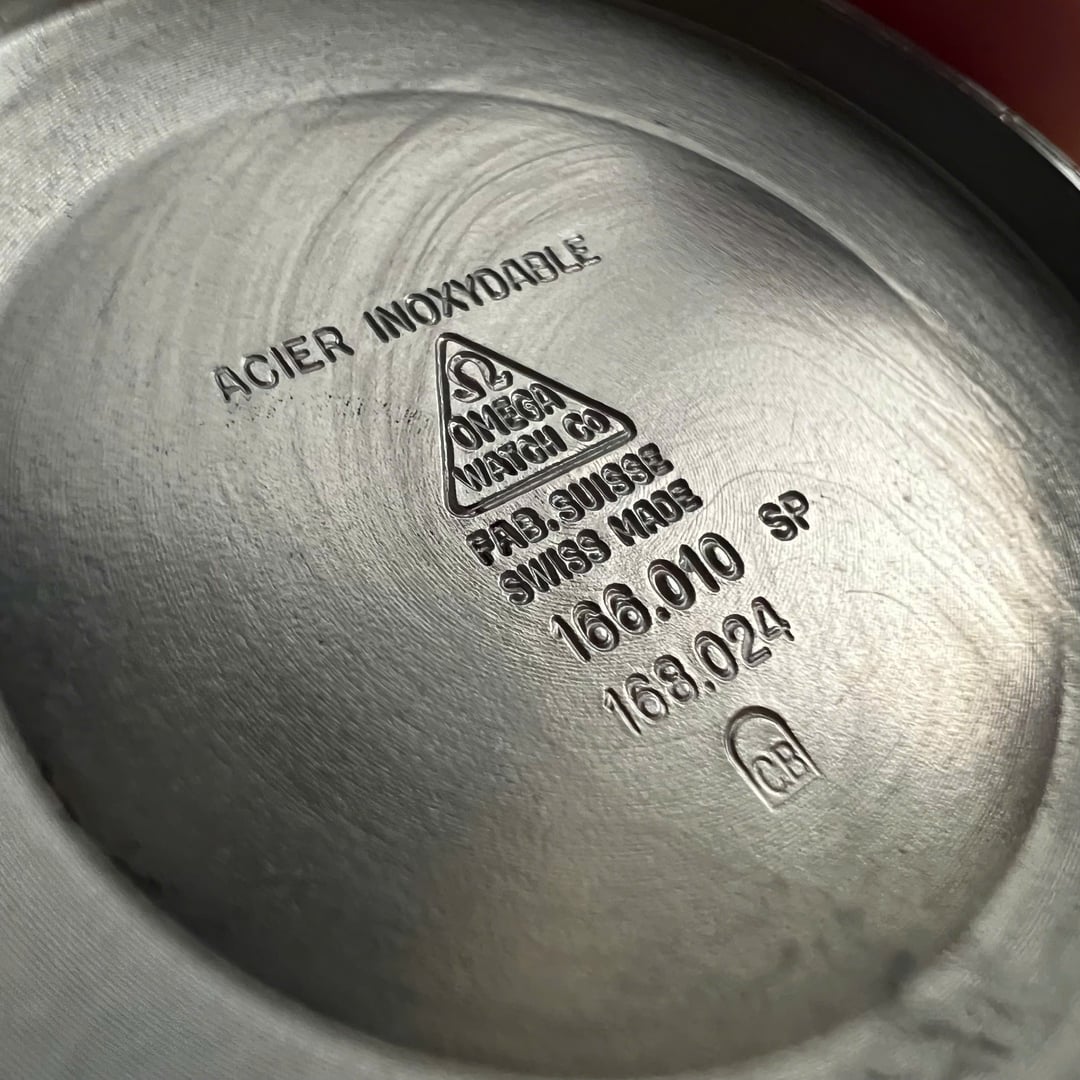 ACIER INOXYDABLE
Ω
OMEGA
WATCH Co
FAB. SUISSE
SWISS MADE
166.010 SP
168.024
CB